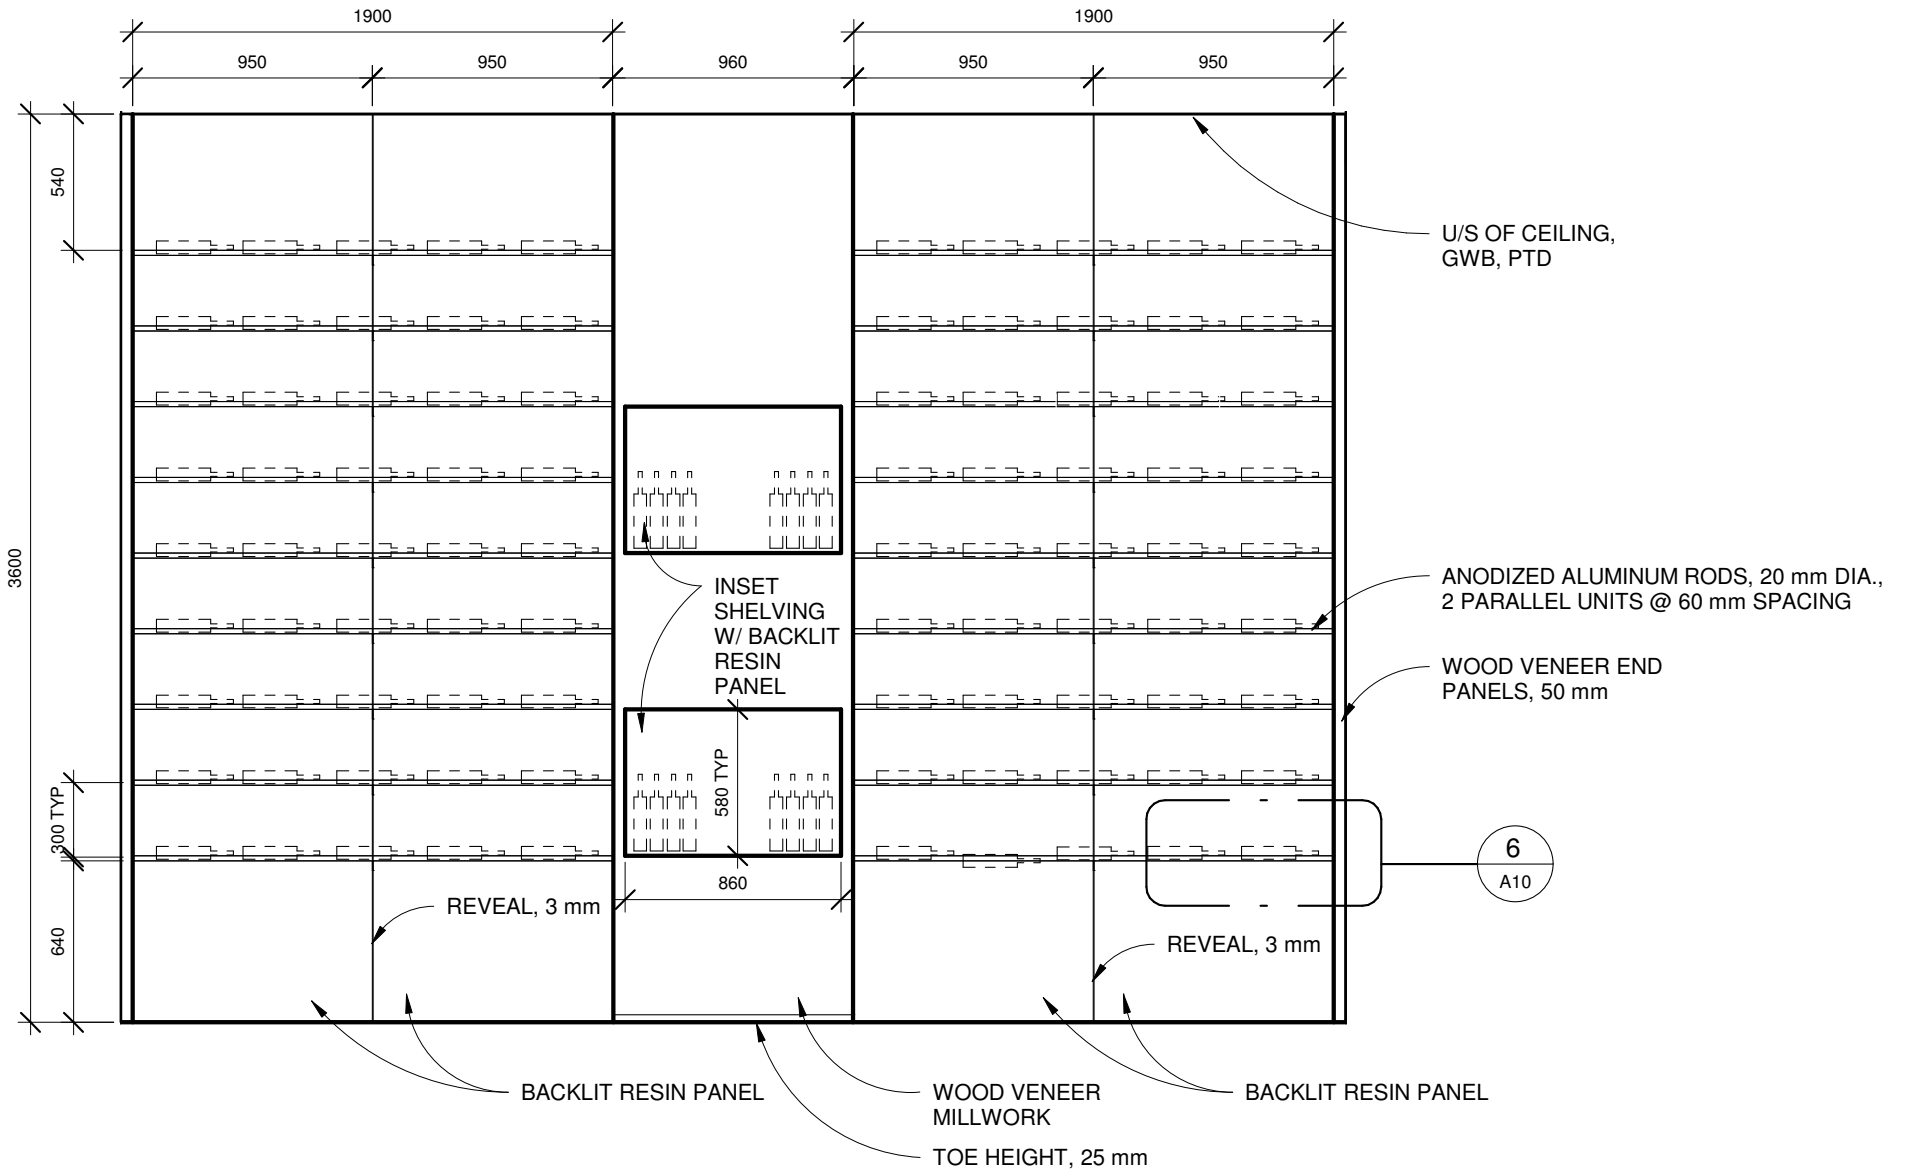 1900
1900
950
950
960
950
950
540
U/S OF CEILING,
GWB, PTD
3600
INSET
SHELVING
W/ BACKLIT
RESIN
PANEL
ANODIZED ALUMINUM RODS, 20 mm DIA.,
2 PARALLEL UNITS @ 60 mm SPACING
WOOD VENEER END
PANELS, 50 mm
580 TYP
300 TYP
860
6
A10
REVEAL, 3 mm
640
REVEAL, 3 mm
BACKLIT RESIN PANEL
WOOD VENEER
MILLWORK
BACKLIT RESIN PANEL
TOE HEIGHT, 25 mm